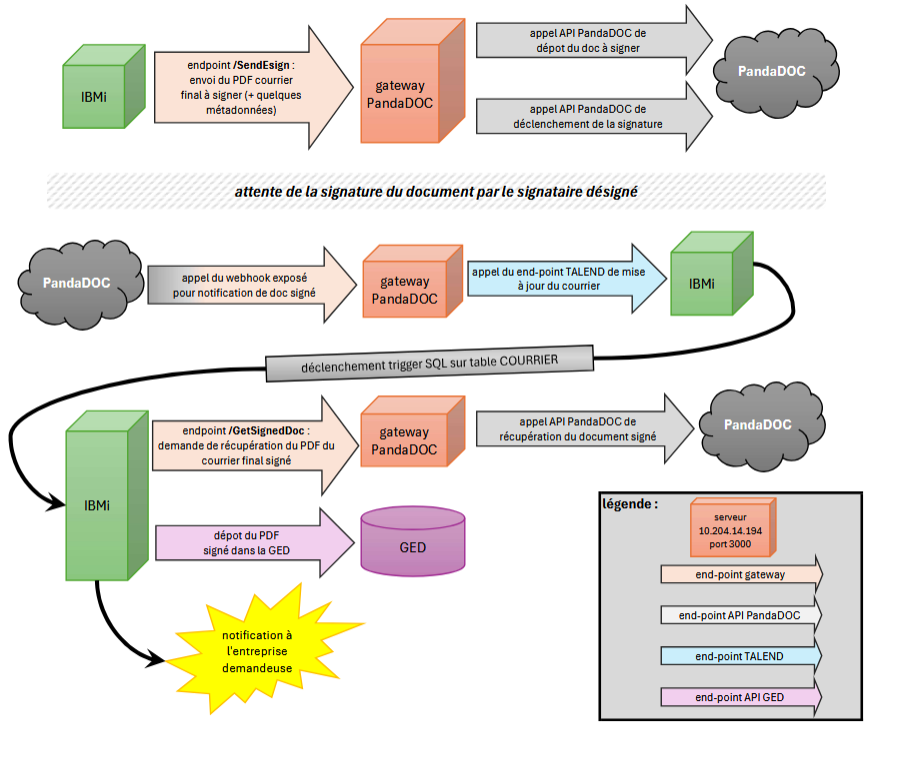 IBMi
endpoint /SendEsign :
envoi du PDF courrier
final à signer (+ quelques
métadonnées)
gateway
PandaDOC
appel API PandaDOC de
dépot du doc à signer
appel API PandaDOC de
déclenchement de la signature
PandaDOC
attente de la signature du document par le signataire désigné
PandaDOC
appel du webhook exposé
pour notification de doc signé
gateway
PandaDOC
appel du end-point TALEND de mise
à jour du courrier
IBMi
déclenchement trigger SQL sur table COURRIER
IBMi
endpoint /GetSignedDoc :
demande de récupération du PDF du
courrier final signé
gateway
PandaDOC
appel API PandaDOC de
récupération du document signé
PandaDOC
dépot du PDF
signé dans la GED
GED
notification à
l'entreprise
demandeuse
légende :
serveur
10.204.14.194
port 3000
end-point gateway
end-point API PandaDOC
end-point TALEND
end-point API GED